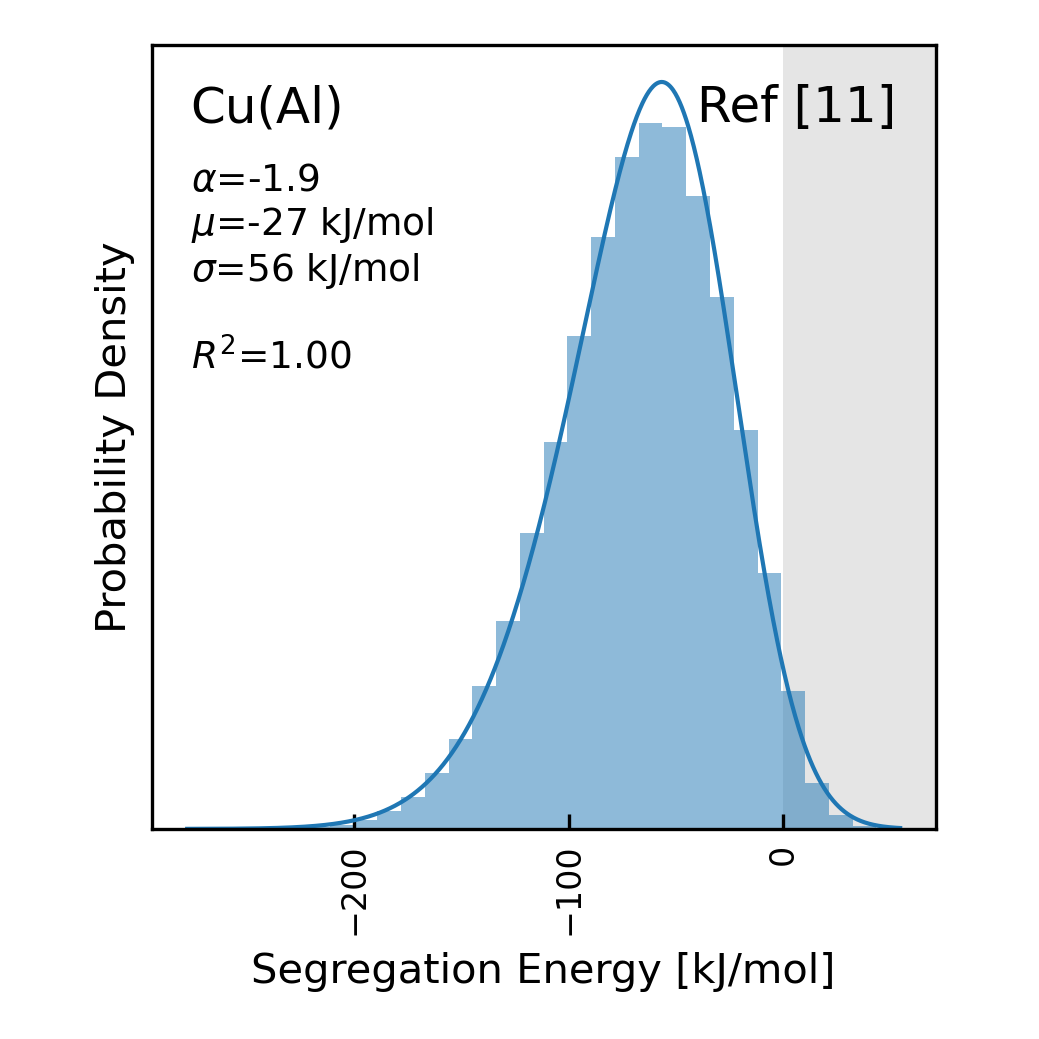 Cu(Al)
Ref [11]
α=-1.9
μ=-27 kJ/mol
σ=56 kJ/mol
R²=1.00
Probability Density
−200
−100
0
Segregation Energy [kJ/mol]